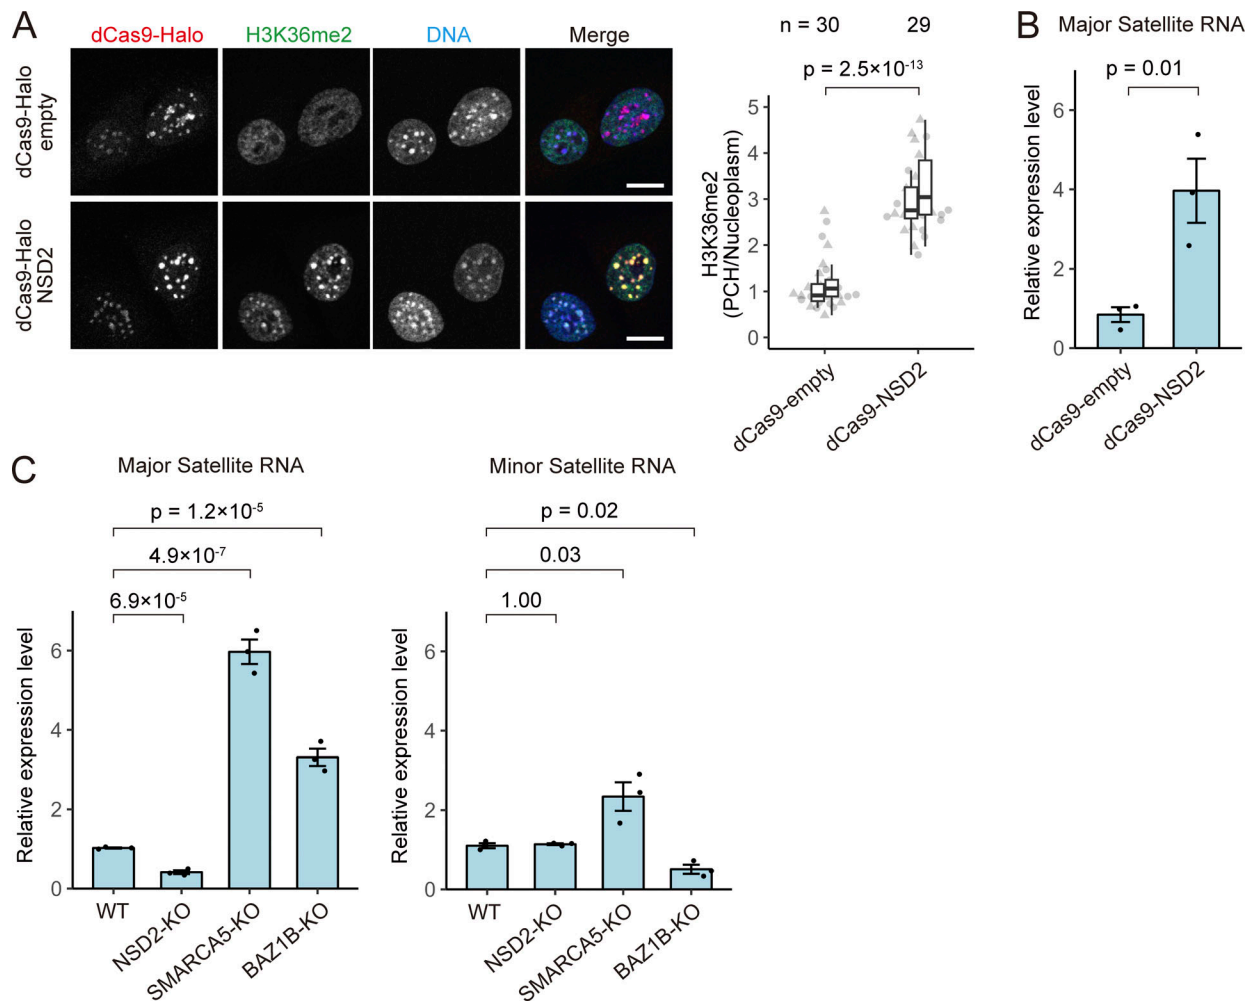 A
dCas9-Halo H3K36me2 DNA Merge
dCas9-Halo
empty
dCas9-Halo
NSD2
n = 30 29
p = 2.5×10⁻¹³
H3K36me2
(PCH/Nucleoplasm)
5
4
3
2
1
0
dCas9-empty
dCas9-NSD2
B
Major Satellite RNA
p = 0.01
Relative expression level
6
4
2
0
dCas9-empty
dCas9-NSD2
C
Major Satellite RNA
p = 1.2×10⁻⁵
4.9×10⁻⁷
6.9×10⁻⁵
Relative expression level
6
4
2
0
WT
NSD2-KO
SMARCA5-KO
BAZ1B-KO
Minor Satellite RNA
p = 0.02
0.03
1.00
Relative expression level
6
4
2
0
WT
NSD2-KO
SMARCA5-KO
BAZ1B-KO